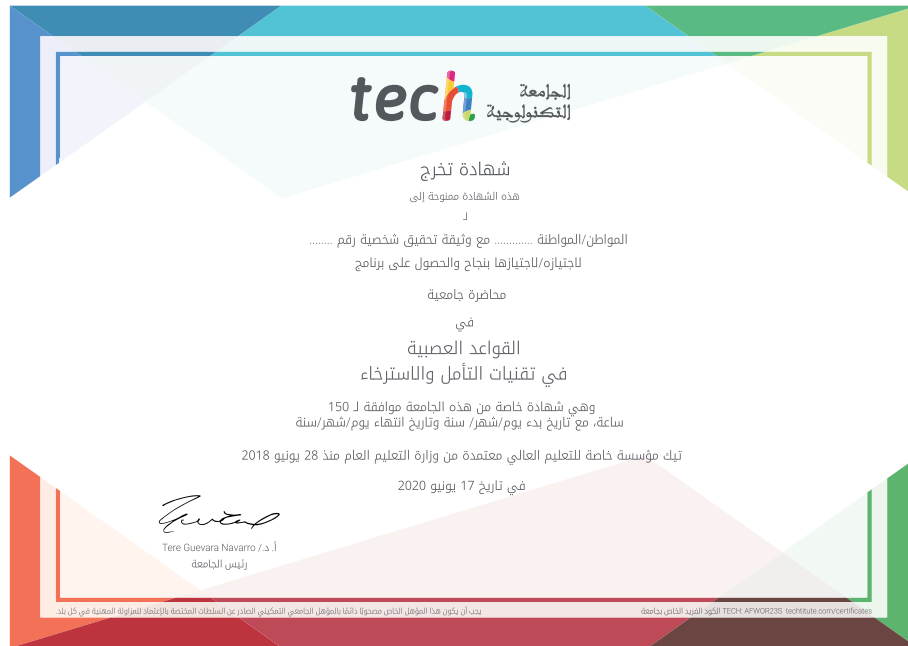 tech الجامعة
التكنولوجية
شهادة تخرج
هذه الشهادة ممنوحة إلى
لـ
المواطن/المواطنة ............. مع وثيقة تحقيق شخصية رقم ........
لاجتيازه/لاجتيازها بنجاح والحصول على برنامج
محاضرة جامعية
في
القواعد العصبية
في تقنيات التأمل والاسترخاء
وهي شهادة خاصة من هذه الجامعة موافقة لـ 150
ساعة، مع تاريخ بدء يوم/شهر/ سنة وتاريخ انتهاء يوم/شهر/سنة
تيك مؤسسة خاصة للتعليم العالي معتمدة من وزارة التعليم العام منذ 28 يونيو 2018
في تاريخ 17 يونيو 2020
أ. د./ Tere Guevara Navarro
رئيس الجامعة
يجب أن يكون هذا المؤهل الخاص مصحوبًا دائمًا بالمؤهل الجامعي التمكيني الصادر عن السلطات المختصة بالإعتماد للمزاولة المهنية في كل بلد.
الكود الفريد الخاص بجامعة TECH: AFWOR23S techtitute.com/certificates